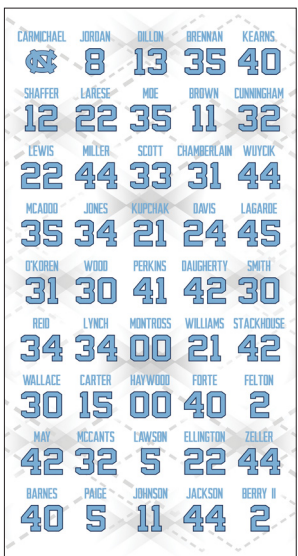 CARMICHAEL JORDAN DILLON BRENNAN KEARNS
NC 8 13 35 40
SHAFFER LARESE MOE BROWN CUNNINGHAM
12 22 35 11 32
LEWIS MILLER SCOTT CHAMBERLAIN WUYCIK
22 44 33 31 44
MCADOO JONES KUPCHAK DAVIS LAGARDE
35 34 21 24 45
O'KOREN WOOD PERKINS DAUGHERTY SMITH
31 30 41 42 30
REID LYNCH MONTROSS WILLIAMS STACKHOUSE
34 34 00 21 42
WALLACE CARTER HAYWOOD FORTE FELTON
30 15 00 40 2
MAY MCCANTS LAWSON ELLINGTON ZELLER
42 32 5 22 44
BARNES PAIGE JOHNSON JACKSON BERRY II
40 5 11 44 2